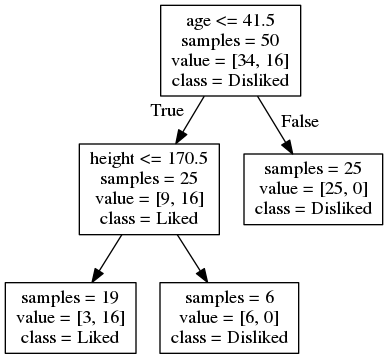 age <= 41.5
samples = 50
value = [34, 16]
class = Disliked
True
False
height <= 170.5
samples = 25
value = [9, 16]
class = Liked
samples = 25
value = [25, 0]
class = Disliked
samples = 19
value = [3, 16]
class = Liked
samples = 6
value = [6, 0]
class = Disliked